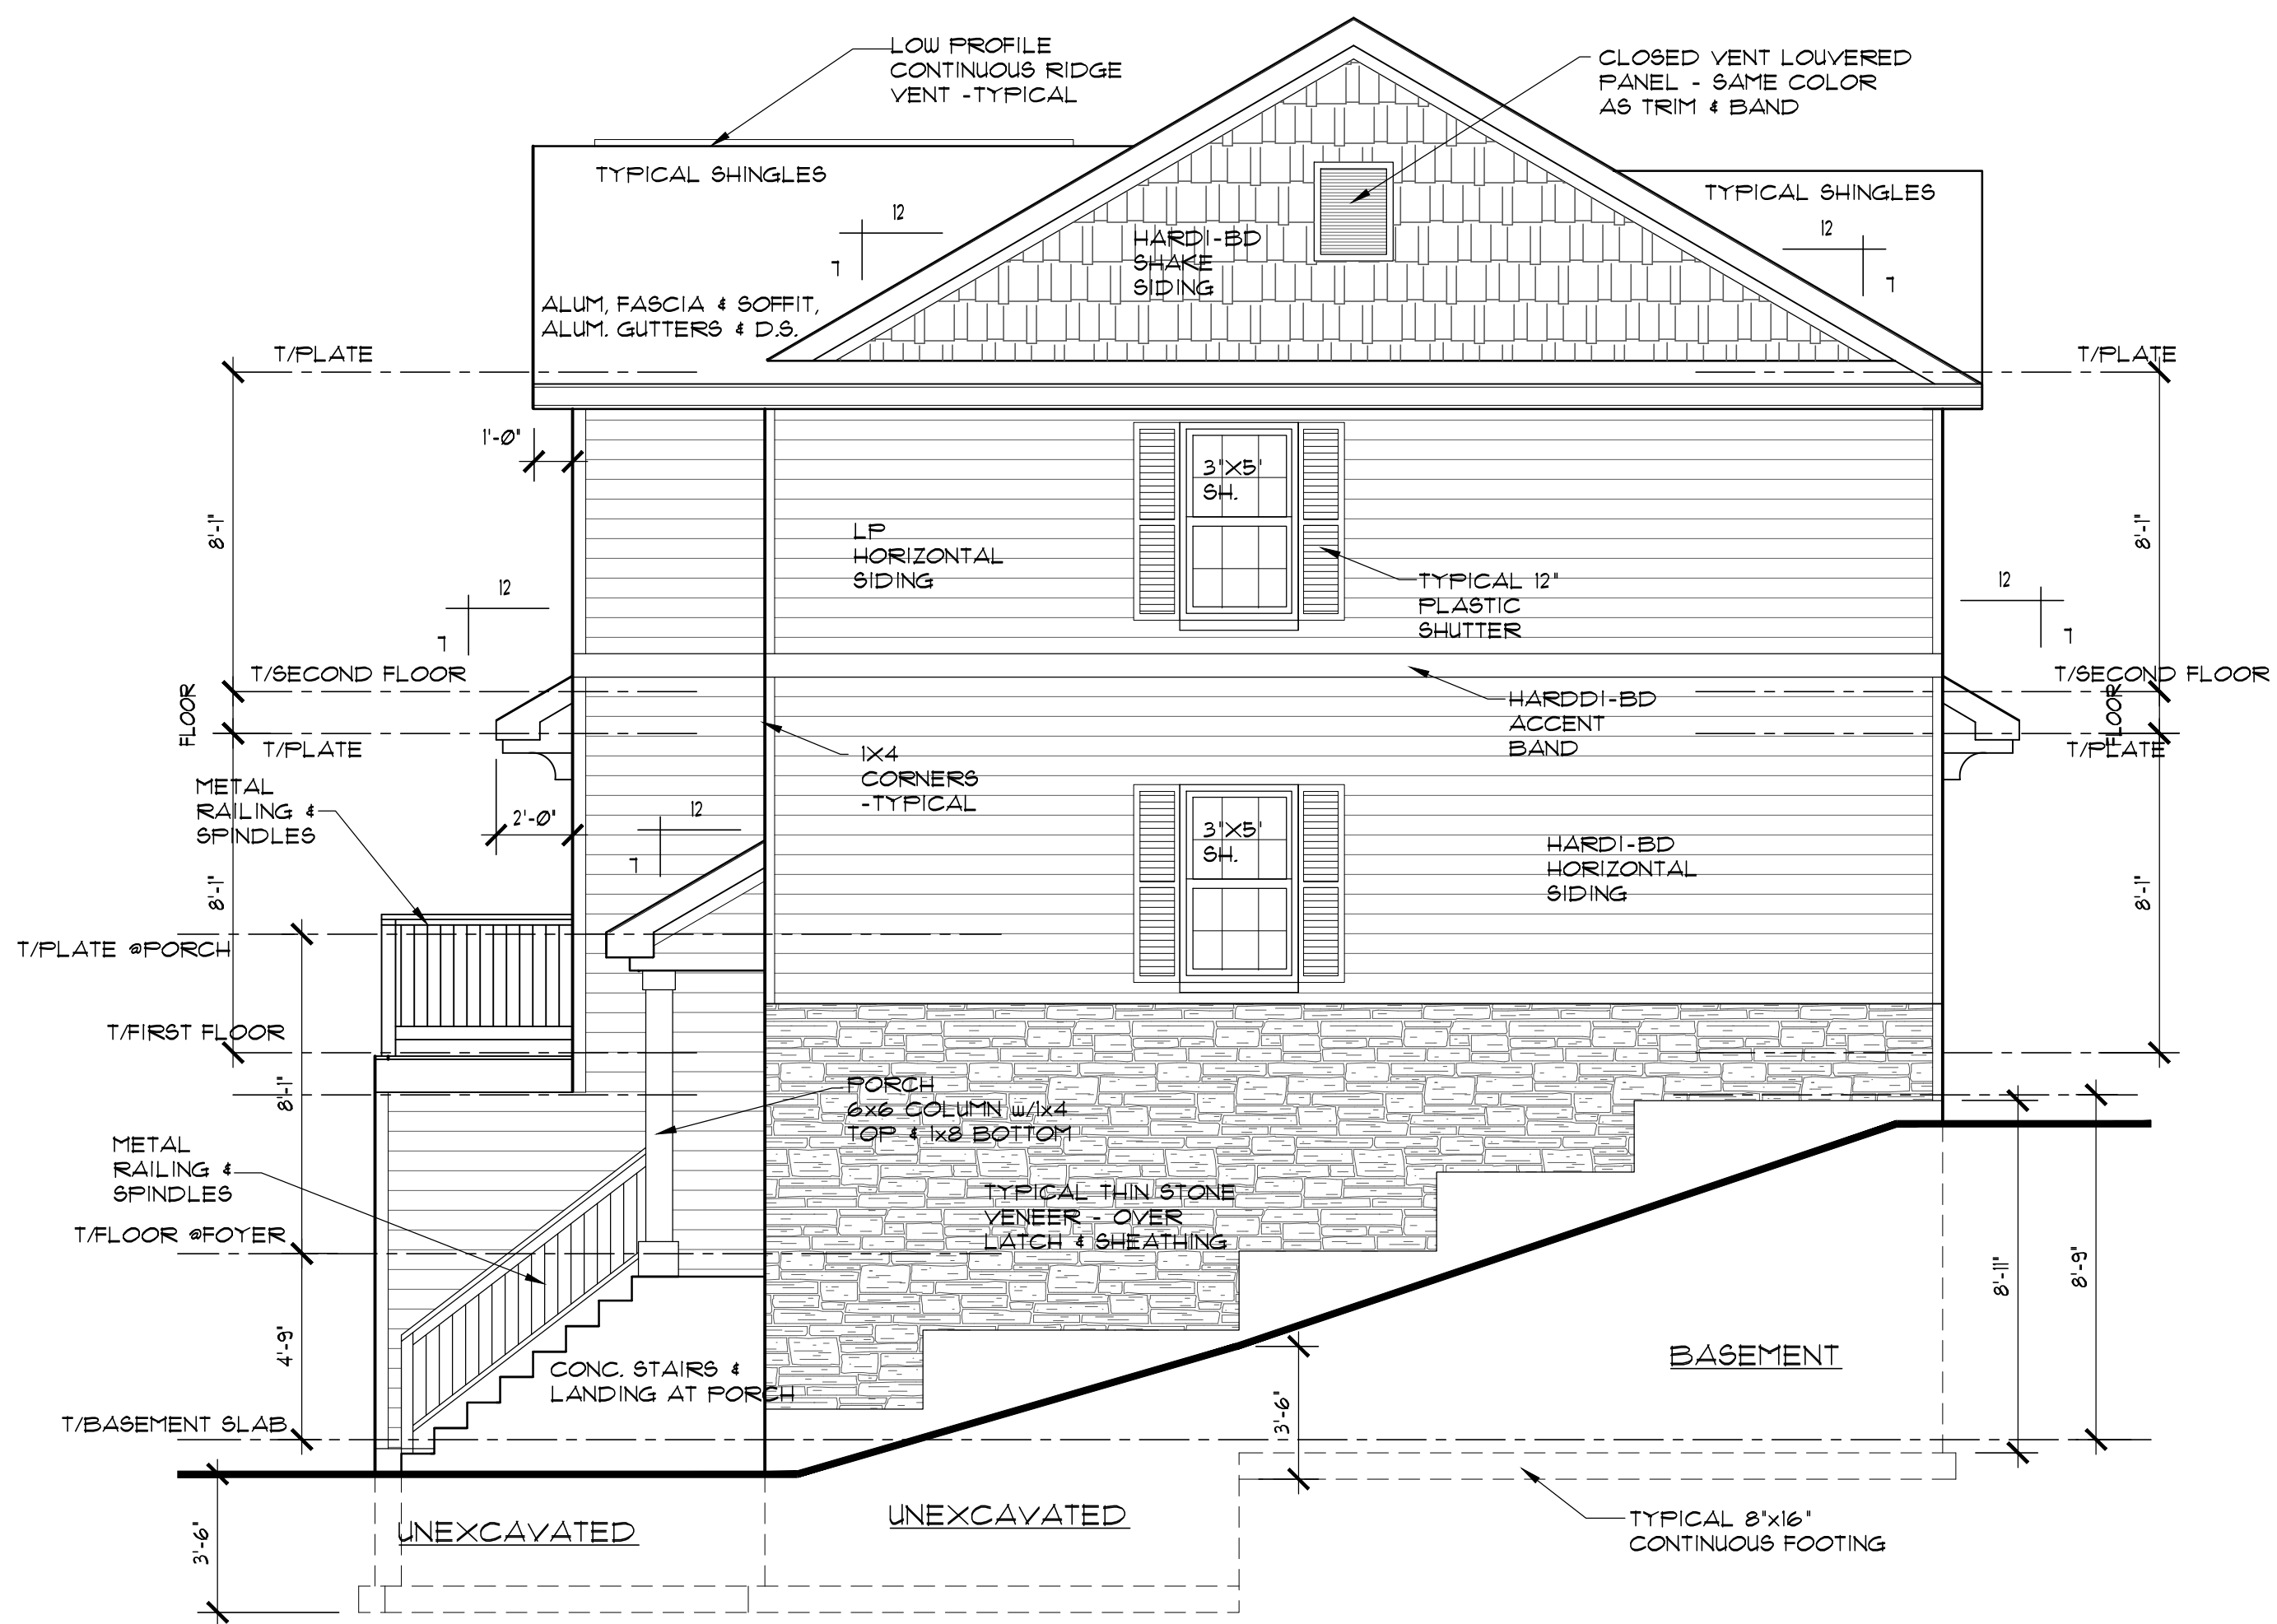 LOW PROFILE
CONTINUOUS RIDGE
VENT -TYPICAL
CLOSED VENT LOUVERED
PANEL - SAME COLOR
AS TRIM & BAND
TYPICAL SHINGLES
TYPICAL SHINGLES
12
7
12
7
HARDI-BD
SHAKE
SIDING
ALUM, FASCIA & SOFFIT,
ALUM. GUTTERS & D.S.
T/PLATE
T/PLATE
1'-0"
3'X5'
SH.
8'-1"
8'-1"
LP
HORIZONTAL
SIDING
TYPICAL 12"
PLASTIC
SHUTTER
12
7
12
7
T/SECOND FLOOR
T/SECOND FLOOR
FLOOR
FLOOR
HARDDI-BD
ACCENT
BAND
T/PLATE
T/PLATE
1X4
CORNERS
-TYPICAL
METAL
RAILING &
SPINDLES
2'-0"
12
7
3'X5'
SH.
HARDI-BD
HORIZONTAL
SIDING
8'-1"
8'-1"
T/PLATE @PORCH
T/FIRST FLOOR
8'-1"
PORCH
6x6 COLUMN w/1x4
TOP & 1x8 BOTTOM
METAL
RAILING &
SPINDLES
TYPICAL THIN STONE
VENEER - OVER
LATCH & SHEATHING
T/FLOOR @FOYER
8'-11"
8'-9"
4'-9"
CONC. STAIRS &
LANDING AT PORCH
BASEMENT
3'-6"
T/BASEMENT SLAB
UNEXCAVATED
UNEXCAVATED
3'-6"
TYPICAL 8"x16"
CONTINUOUS FOOTING